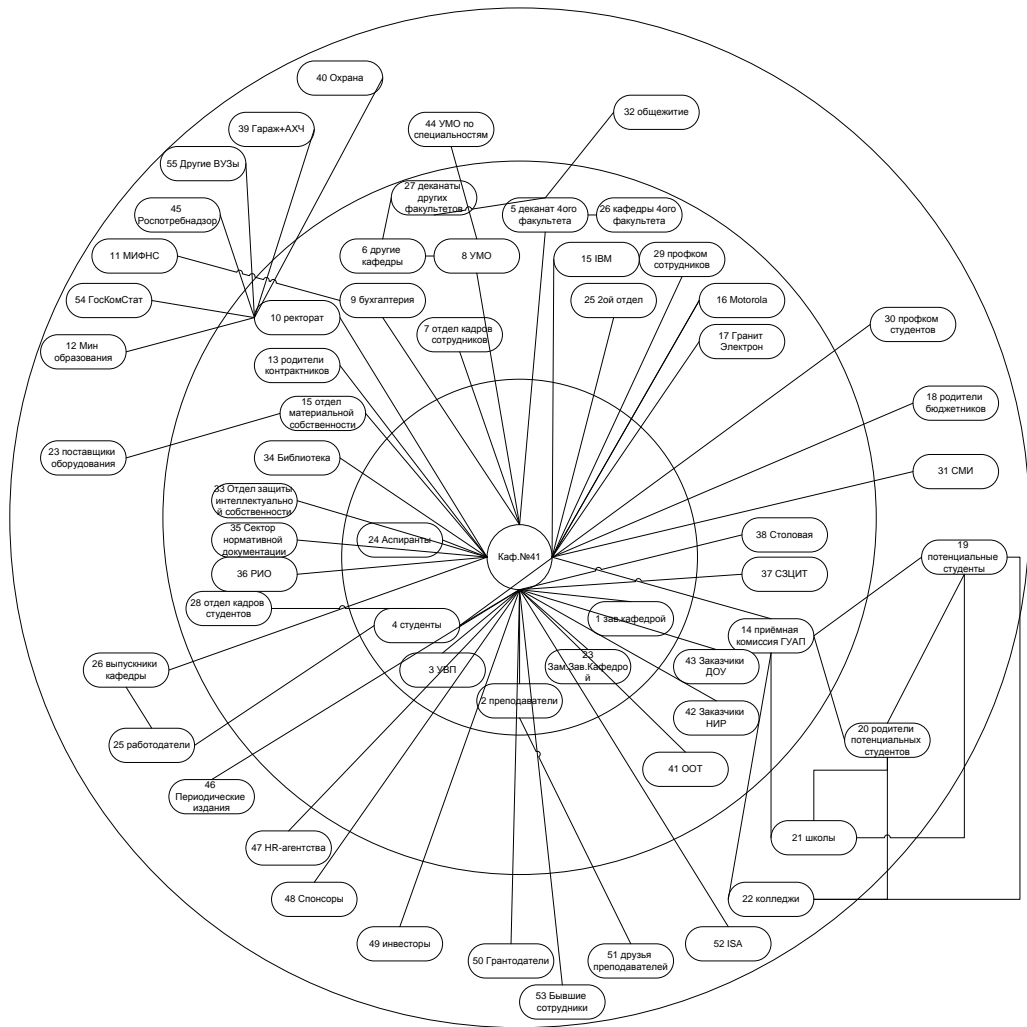 40 Охрана
44 УМО по
специальностям
32 общежитие
39 Гараж+АХЧ
55 Другие ВУЗы
27 деканаты
других
факультетов
5 деканат 4ого
факультета
26 кафедры 4ого
факультета
45
Роспотребнадзор
11 МИФНС
6 другие
кафедры
8 УМО
15 IBM
29 профком
сотрудников
54 ГосКомСтат
9 бухгалтерия
25 2ой отдел
16 Motorola
10 ректорат
7 отдел кадров
сотрудников
17 Гранит
Электрон
30 профком
студентов
12 Мин
образования
13 родители
контрактников
15 отдел
материальной
собственности
18 родители
бюджетников
23 поставщики
оборудования
34 Библиотека
31 СМИ
33 Отдел защиты
интеллектуально
й собственности
35 Сектор
нормативной
документации
24 Аспиранты
Каф.№41
38 Столовая
19
потенциальные
студенты
36 РИО
37 СЗЦИТ
28 отдел кадров
студентов
4 студенты
1 зав.кафедрой
14 приёмная
комиссия ГУАП
26 выпускники
кафедры
3 УВП
23
Зам.Зав.Кафедро
й
43 Заказчики
ДОУ
2 преподаватели
42 Заказчики
НИР
20 родители
потенциальных
студентов
25 работодатели
41 ООТ
46
Периодические
издания
21 школы
47 HR-агентства
48 Спонсоры
22 колледжи
49 инвесторы
52 ISA
50 Грантодатели
51 друзья
преподавателей
53 Бывшие
сотрудники